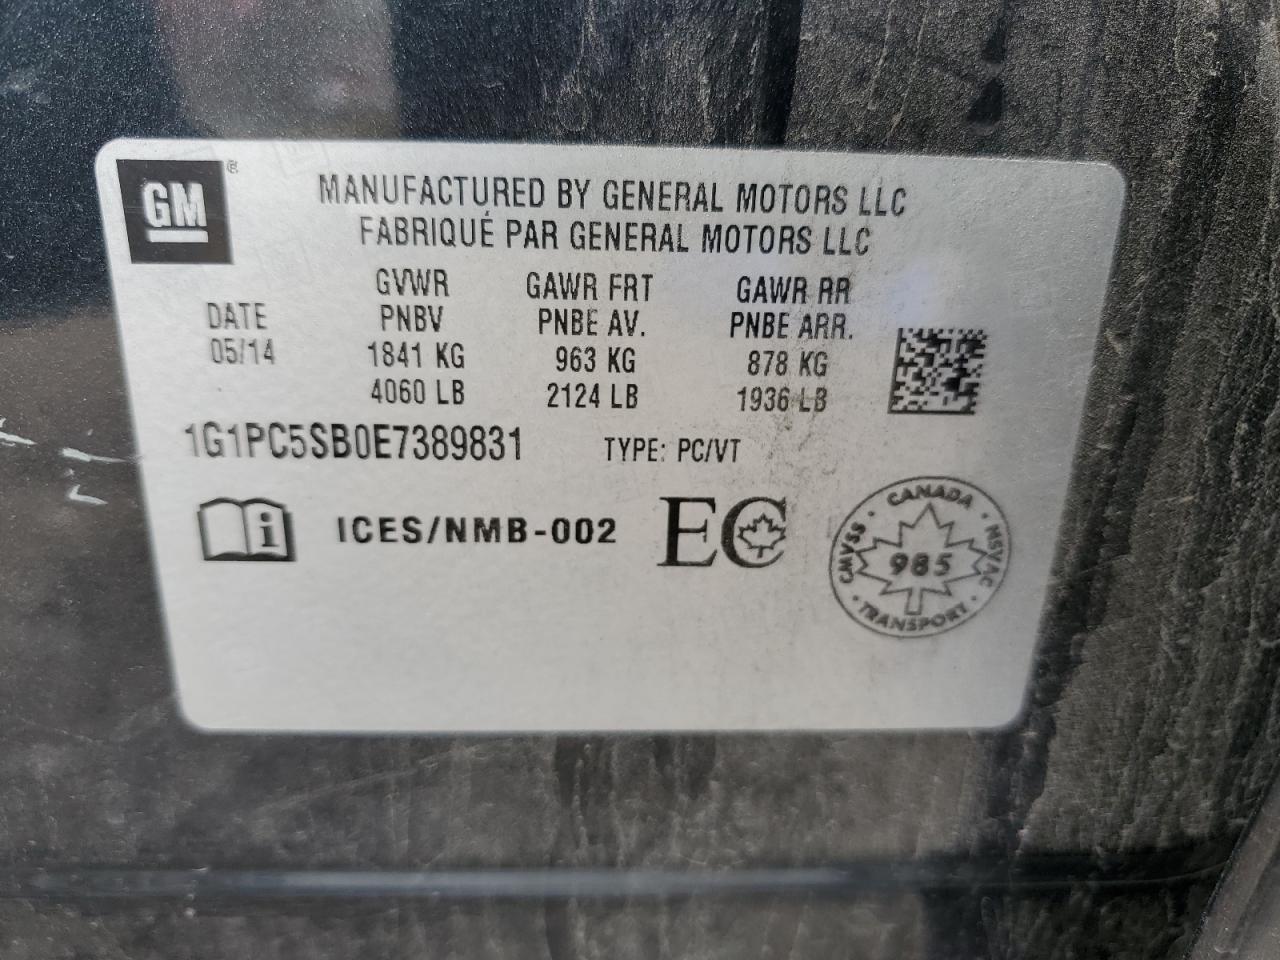 GM®
MANUFACTURED BY GENERAL MOTORS LLC
FABRIQUÉ PAR GENERAL MOTORS LLC
DATE
05/14
GVWR
PNBV
1841 KG
4060 LB
GAWR FRT
PNBE AV.
963 KG
2124 LB
GAWR RR
PNBE ARR.
878 KG
1936 LB
1G1PC5SB0E7389831 TYPE: PC/VT
i ICES/NMB-002 EC
CANADA
CMVSS · NSVAC
985
TRANSPORT